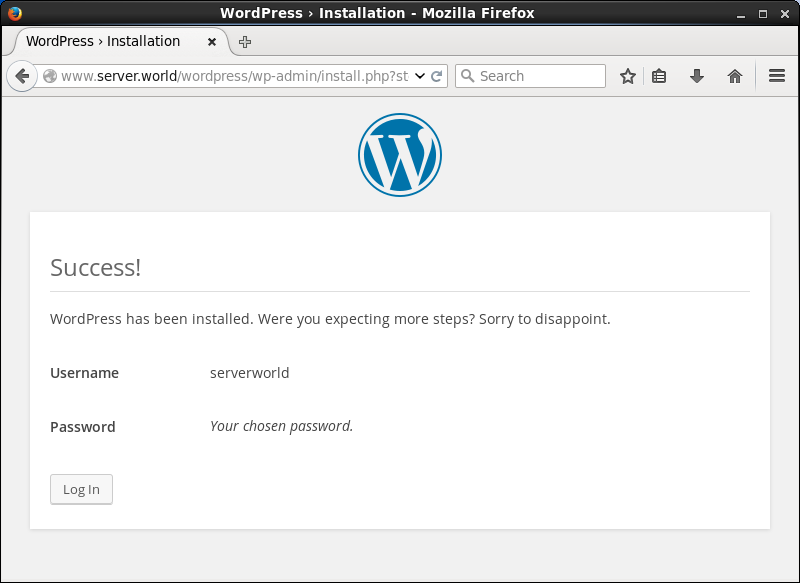 WordPress › Installation - Mozilla Firefox
WordPress › Installation
www.server.world/wordpress/wp-admin/install.php?st
Search
Success!
WordPress has been installed. Were you expecting more steps? Sorry to disappoint.
Username serverworld
Password Your chosen password.
Log In